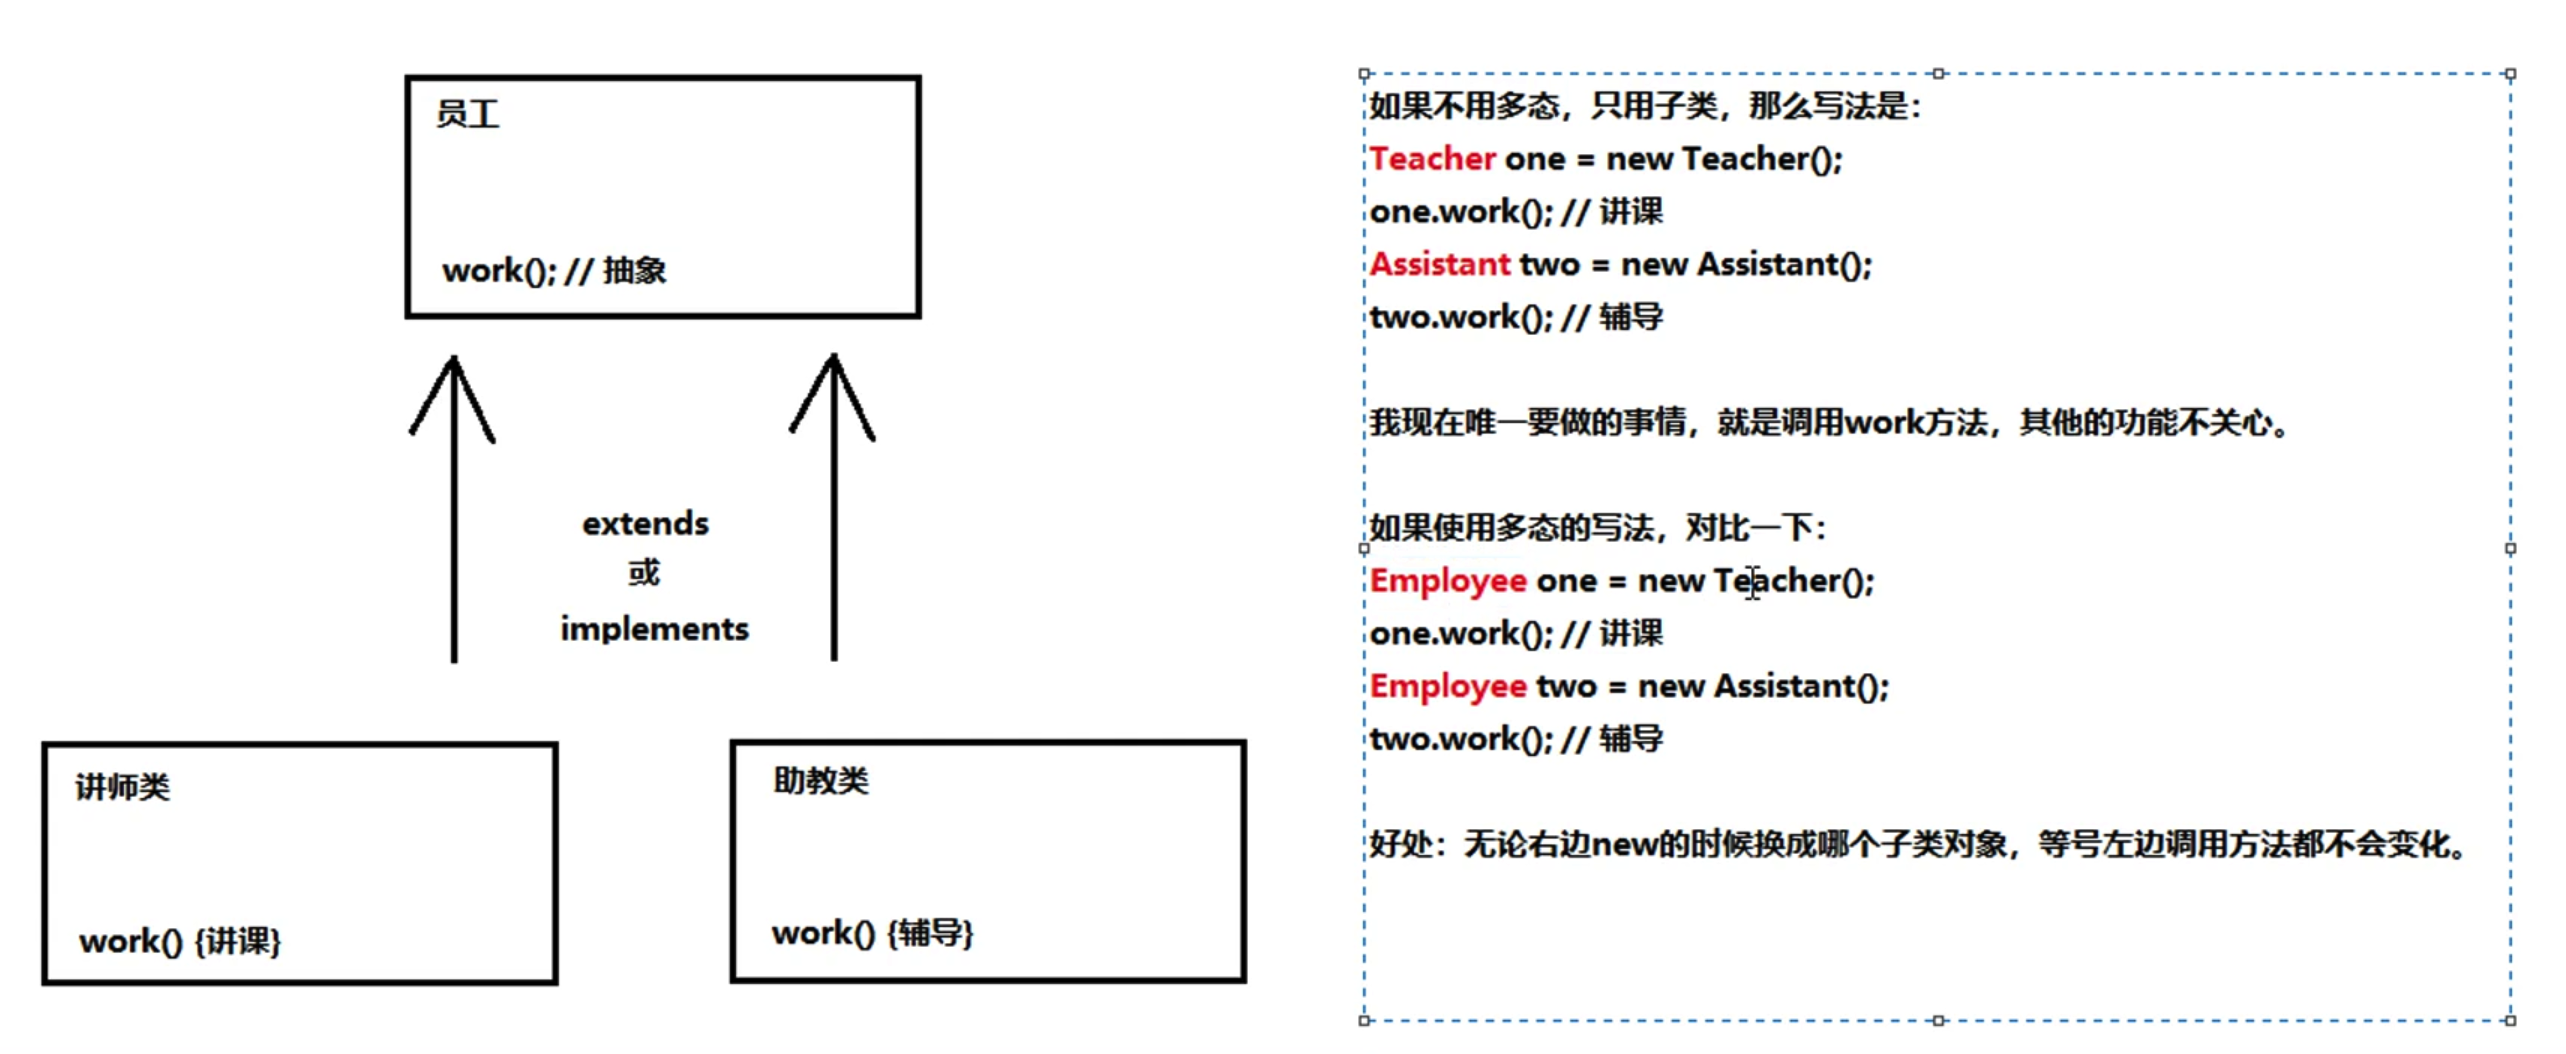 员工
work(); // 抽象
extends
或
implements
讲师类
work() {讲课}
助教类
work() {辅导}
如果不用多态，只用子类，那么写法是：
Teacher one = new Teacher();
one.work(); // 讲课
Assistant two = new Assistant();
two.work(); // 辅导
我现在唯一要做的事情，就是调用work方法，其他的功能不关心。
如果使用多态的写法，对比一下：
Employee one = new Teacher();
one.work(); // 讲课
Employee two = new Assistant();
two.work(); // 辅导
好处：无论右边new的时候换成哪个子类对象，等号左边调用方法都不会变化。